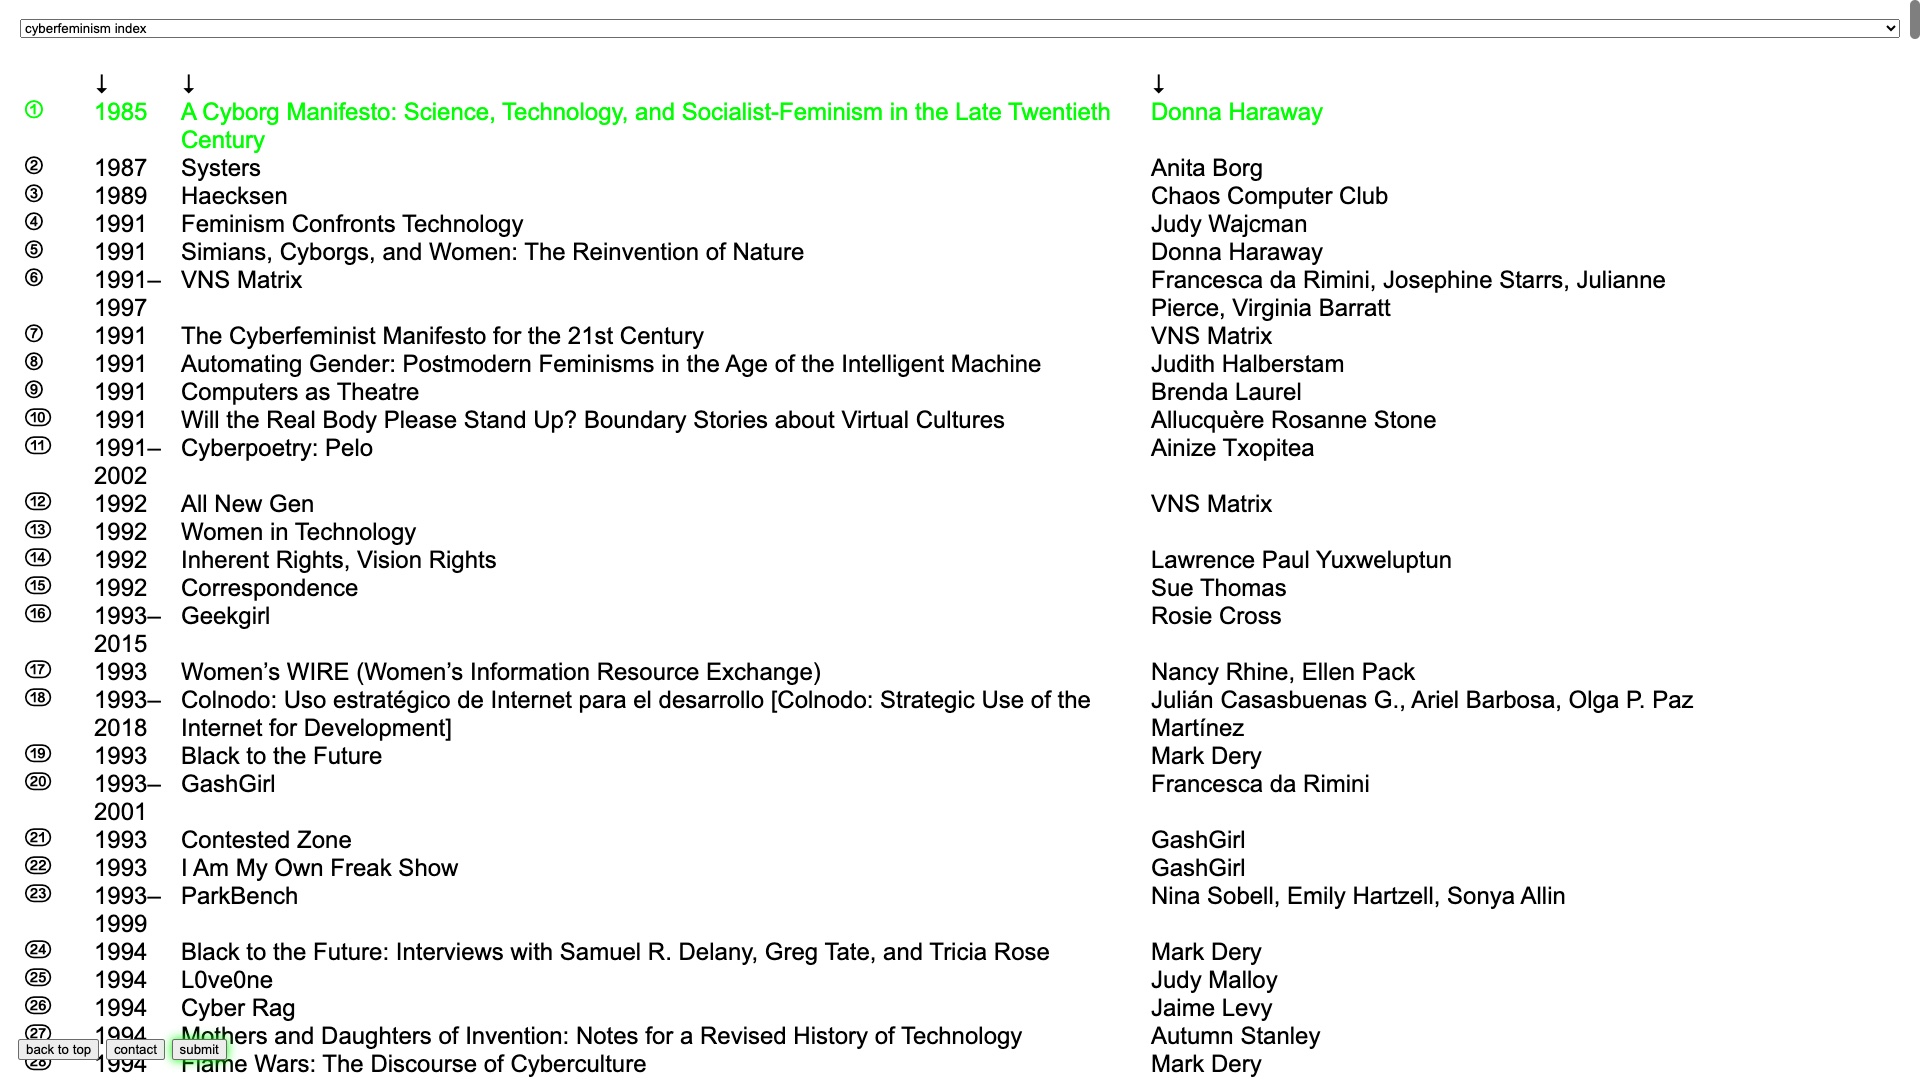 cyberfeminism index
↓ ↓ ↓
① 1985 A Cyborg Manifesto: Science, Technology, and Socialist-Feminism in the Late Twentieth Donna Haraway
Century
② 1987 Systers Anita Borg
③ 1989 Haecksen Chaos Computer Club
④ 1991 Feminism Confronts Technology Judy Wajcman
⑤ 1991 Simians, Cyborgs, and Women: The Reinvention of Nature Donna Haraway
⑥ 1991– VNS Matrix Francesca da Rimini, Josephine Starrs, Julianne
1997 Pierce, Virginia Barratt
⑦ 1991 The Cyberfeminist Manifesto for the 21st Century VNS Matrix
⑧ 1991 Automating Gender: Postmodern Feminisms in the Age of the Intelligent Machine Judith Halberstam
⑨ 1991 Computers as Theatre Brenda Laurel
⑩ 1991 Will the Real Body Please Stand Up? Boundary Stories about Virtual Cultures Allucquère Rosanne Stone
⑪ 1991– Cyberpoetry: Pelo Ainize Txopitea
2002
⑫ 1992 All New Gen VNS Matrix
⑬ 1992 Women in Technology
⑭ 1992 Inherent Rights, Vision Rights Lawrence Paul Yuxweluptun
⑮ 1992 Correspondence Sue Thomas
⑯ 1993– Geekgirl Rosie Cross
2015
⑰ 1993 Women’s WIRE (Women’s Information Resource Exchange) Nancy Rhine, Ellen Pack
⑱ 1993– Colnodo: Uso estratégico de Internet para el desarrollo [Colnodo: Strategic Use of the Julián Casasbuenas G., Ariel Barbosa, Olga P. Paz
2018 Internet for Development] Martínez
⑲ 1993 Black to the Future Mark Dery
⑳ 1993– GashGirl Francesca da Rimini
2001
㉑ 1993 Contested Zone GashGirl
㉒ 1993 I Am My Own Freak Show GashGirl
㉓ 1993– ParkBench Nina Sobell, Emily Hartzell, Sonya Allin
1999
㉔ 1994 Black to the Future: Interviews with Samuel R. Delany, Greg Tate, and Tricia Rose Mark Dery
㉕ 1994 L0ve0ne Judy Malloy
㉖ 1994 Cyber Rag Jaime Levy
㉗ 1994 Mothers and Daughters of Invention: Notes for a Revised History of Technology Autumn Stanley
back to top contact submit
㉘ 1994 Flame Wars: The Discourse of Cyberculture Mark Dery